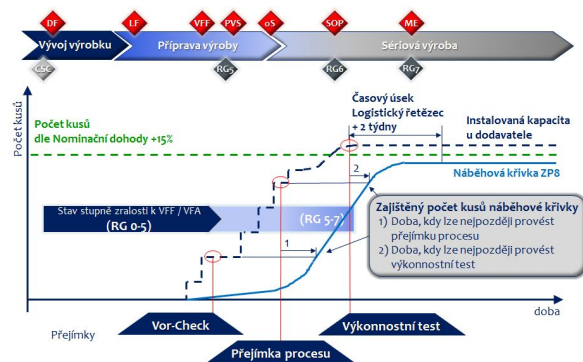 DF
LF
VFF
PVS
0S
SOP
ME
Vývoj výrobku
Příprava výroby
Sériová výroba
CSC
RG5
RG6
RG7
Počet kusů
Počet kusů
dle Nominační dohody +15%
Časový úsek
Logistický řetězec
+ 2 týdny
Instalovaná kapacita
u dodavatele
Náběhová křivka ZP8
2
Stav stupně zralosti k VFF / VFA
(RG 0-5)
(RG 5-7)
1
Zajištěný počet kusů náběhové křivky
1) Doba, kdy lze nejpozději provést
přejímku procesu
2) Doba, kdy lze nejpozději provést
výkonnostní test
doba
Přejímky
Vor-Check
Výkonnostní test
Přejímka procesu